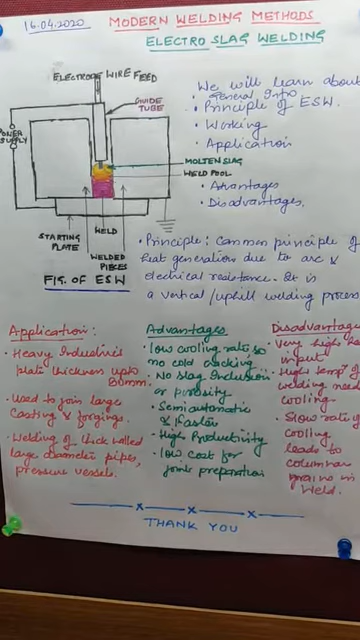 16.04.2020
MODERN WELDING METHODS
ELECTRO SLAG WELDING
ELECTRODE WIRE FEED
GUIDE
TUBE
POWER
SUPPLY
MOLTEN SLAG
WELD POOL
STARTING
PLATE
WELD
WELDED
PIECES
FIG. OF ESW
We will learn about
• General Info
• Principle of ESW.
• Working
• Application
• Advantages
• Disadvantages.
• Principle: Common principle of
heat generation due to arc &
electrical resistance. It is
a vertical/uphill welding process
Application:
• Heavy Industries
plate thickness upto
80mm.
• Used to join large
casting & forgings.
• Welding of thick walled
large diameter pipes,
pressure vessels.
Advantages
• low cooling rate so
no cold cracking
• No slag Inclusion
or porosity
• Semiautomatic
& Faster
• High Productivity
• low cost for
joint preparation
Disadvantage
• Very high heat
input
• High temp of
welding need
cooling
• Slow rate of
cooling
leads to
columnar
grains in
weld.
THANK YOU